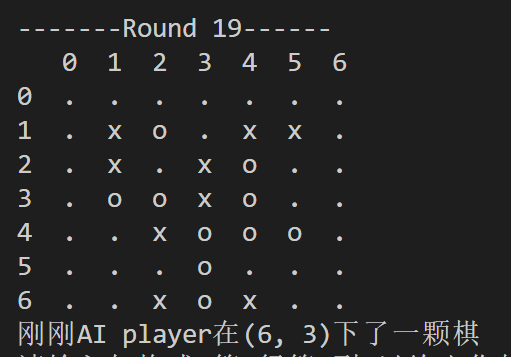 -------Round 19------
0 1 2 3 4 5 6
0 . . . . . . .
1 . x o . x x .
2 . x . x o . .
3 . o o x o . .
4 . . x o o o .
5 . . . o . . .
6 . . x o x . .
刚刚AI player在(6, 3)下了一颗棋